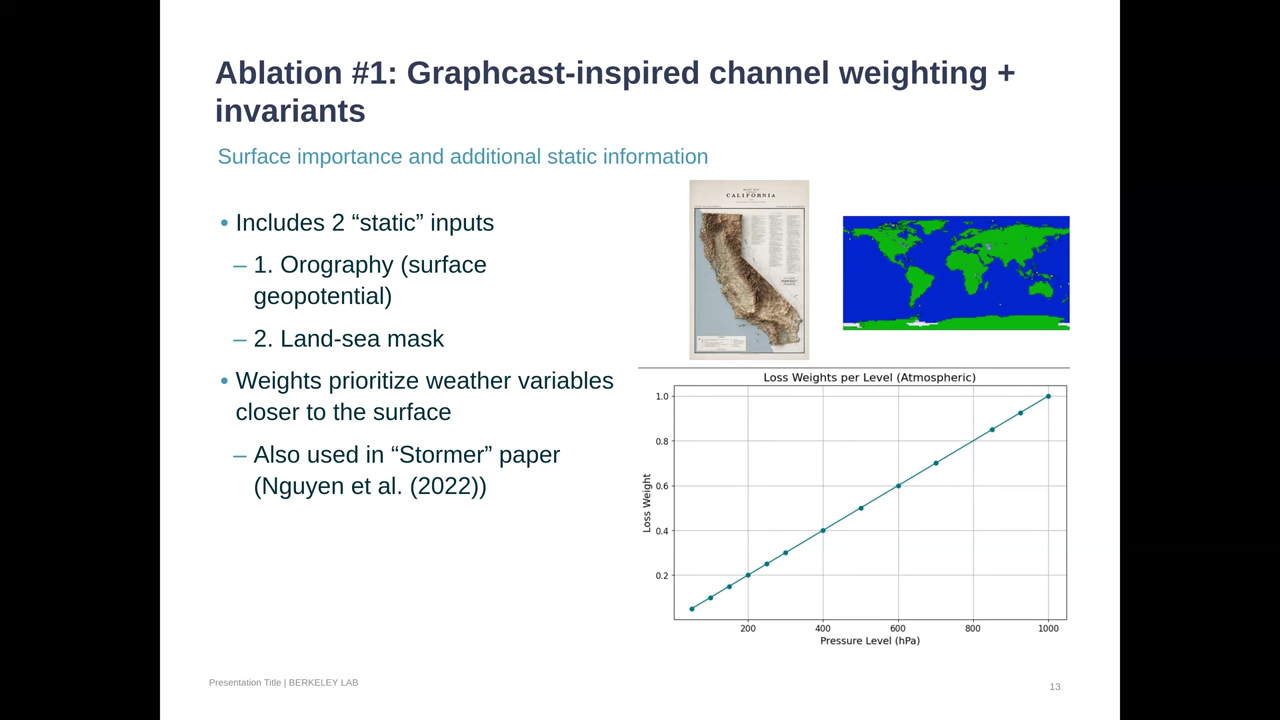 Ablation #1: Graphcast-inspired channel weighting +
invariants
Surface importance and additional static information
• Includes 2 “static” inputs
– 1. Orography (surface
geopotential)
– 2. Land-sea mask
• Weights prioritize weather variables
closer to the surface
– Also used in “Stormer” paper
(Nguyen et al. (2022))
CALIFORNIA
Loss Weights per Level (Atmospheric)
1.0
0.8
0.6
0.4
0.2
Loss Weight
200 400 600 800 1000
Pressure Level (hPa)
Presentation Title | BERKELEY LAB
13